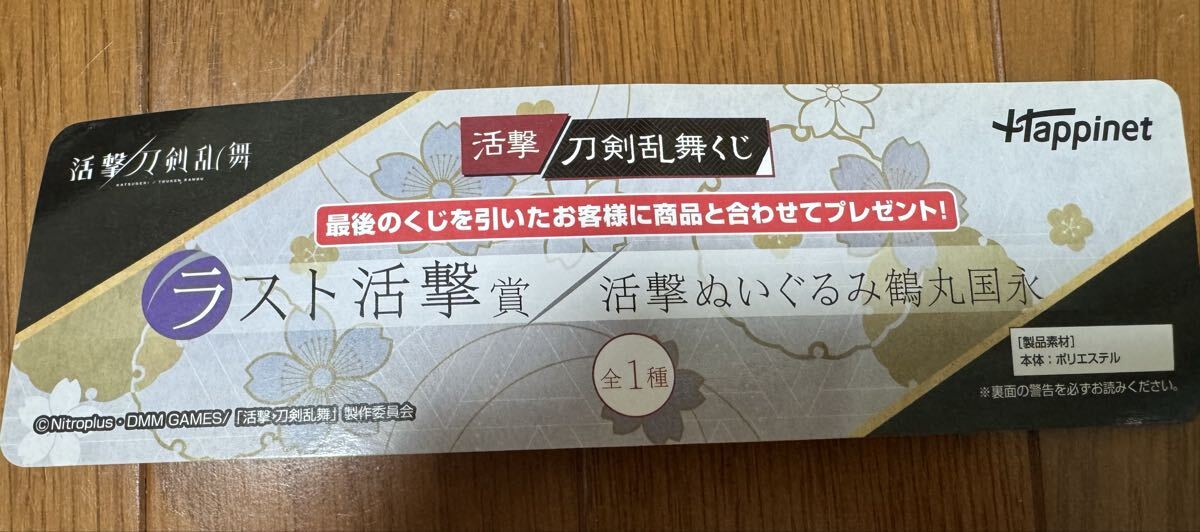 活撃 刀剣乱舞
KATSUGEKI / TOUKEN RANBU
活撃 刀剣乱舞くじ
Happinet
最後のくじを引いたお客様に商品と合わせてプレゼント!
ラスト活撃賞/活撃ぬいぐるみ鶴丸国永
全1種
[製品素材]
本体:ポリエステル
※裏面の警告を必ずお読みください。
©Nitroplus・DMM GAMES/「活撃 刀剣乱舞」製作委員会